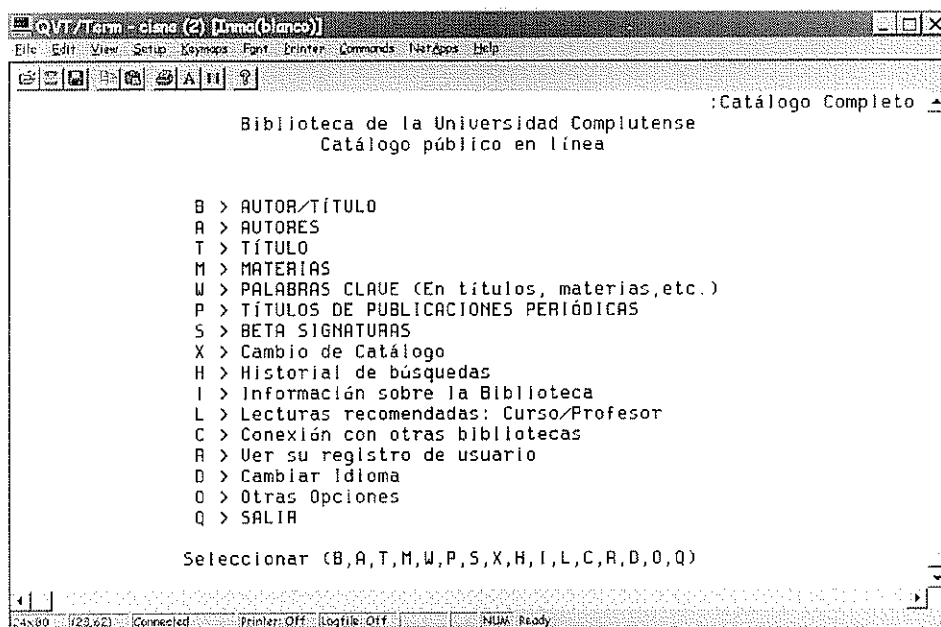 QVT/Term - cisne (2) [Inmo(blanco)]
File Edit View Setup Keymaps Font Printer Commands NetApps Help
:Catálogo Completo
Biblioteca de la Universidad Complutense
Catálogo público en línea
B > AUTOR/TÍTULO
A > AUTORES
T > TÍTULO
M > MATERIAS
W > PALABRAS CLAVE (En títulos, materias,etc.)
P > TÍTULOS DE PUBLICACIONES PERIÓDICAS
S > BETA SIGNATURAS
X > Cambio de Catálogo
H > Historial de búsquedas
I > Información sobre la Biblioteca
L > Lecturas recomendadas: Curso/Profesor
C > Conexión con otras bibliotecas
R > Ver su registro de usuario
D > Cambiar Idioma
O > Otras Opciones
Q > SALIR
Seleccionar (B,A,T,M,W,P,S,X,H,I,L,C,R,D,O,Q)
24x80 (23,62) Connected Printer: Off Logfile: Off NUM Ready